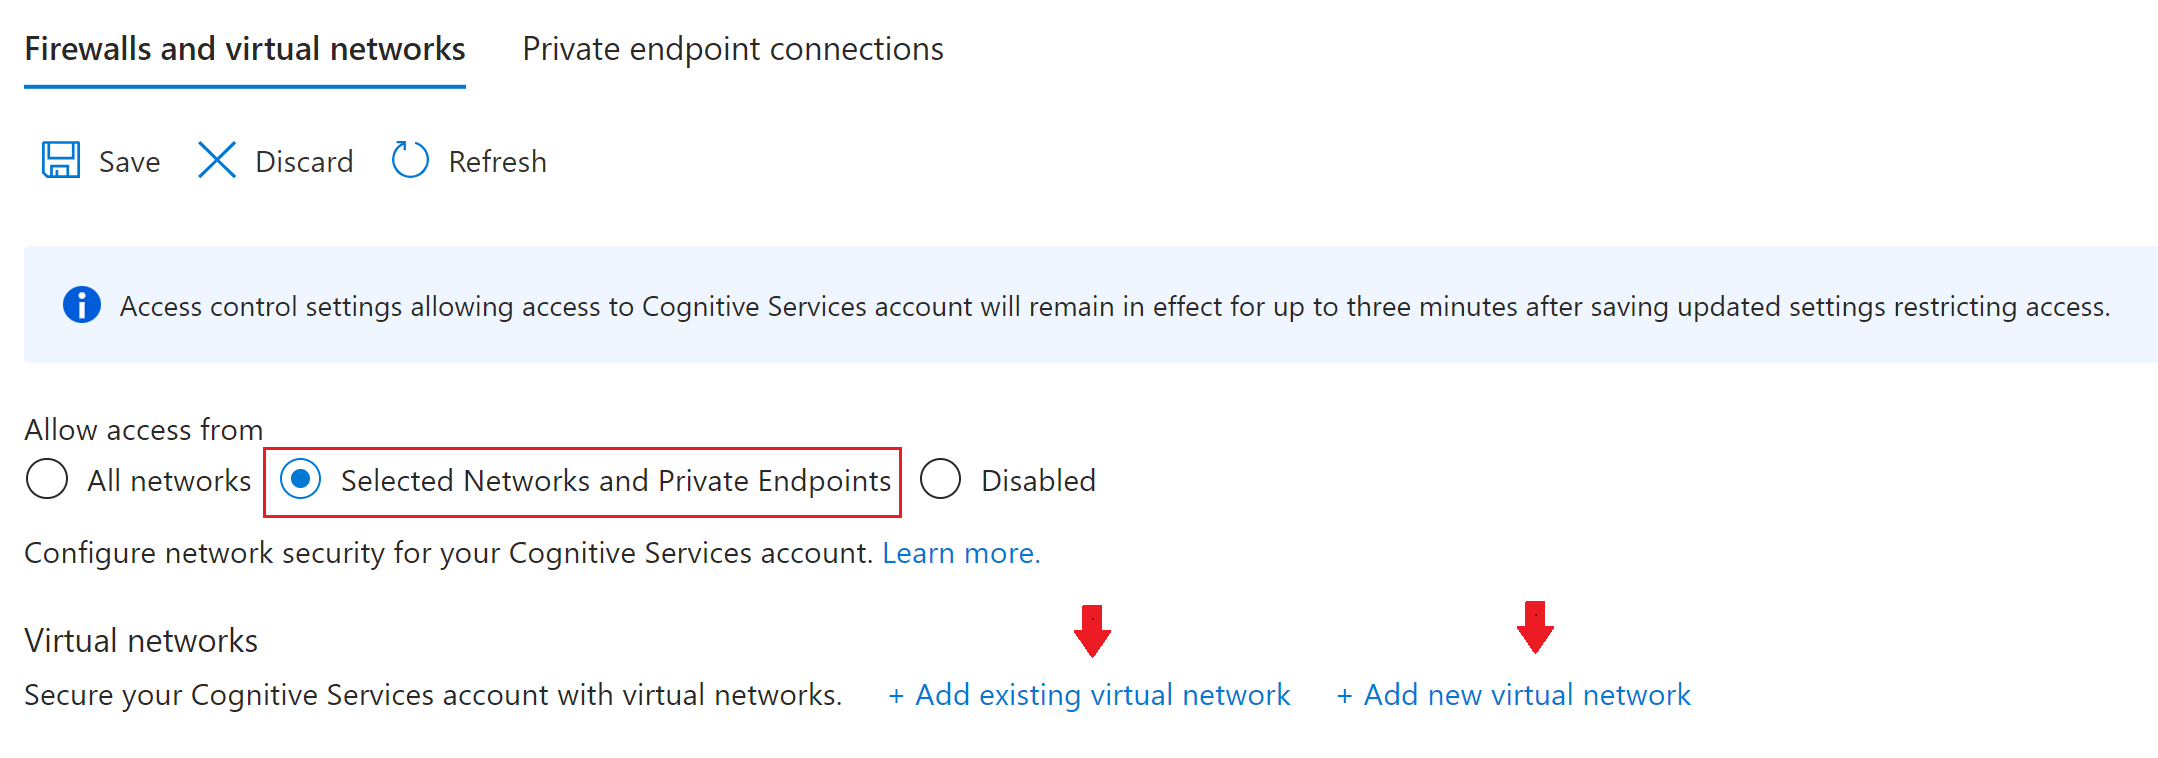 Firewalls and virtual networks Private endpoint connections
Save Discard Refresh
Access control settings allowing access to Cognitive Services account will remain in effect for up to three minutes after saving updated settings restricting access.
Allow access from
All networks Selected Networks and Private Endpoints Disabled
Configure network security for your Cognitive Services account. Learn more.
Virtual networks
Secure your Cognitive Services account with virtual networks. + Add existing virtual network + Add new virtual network